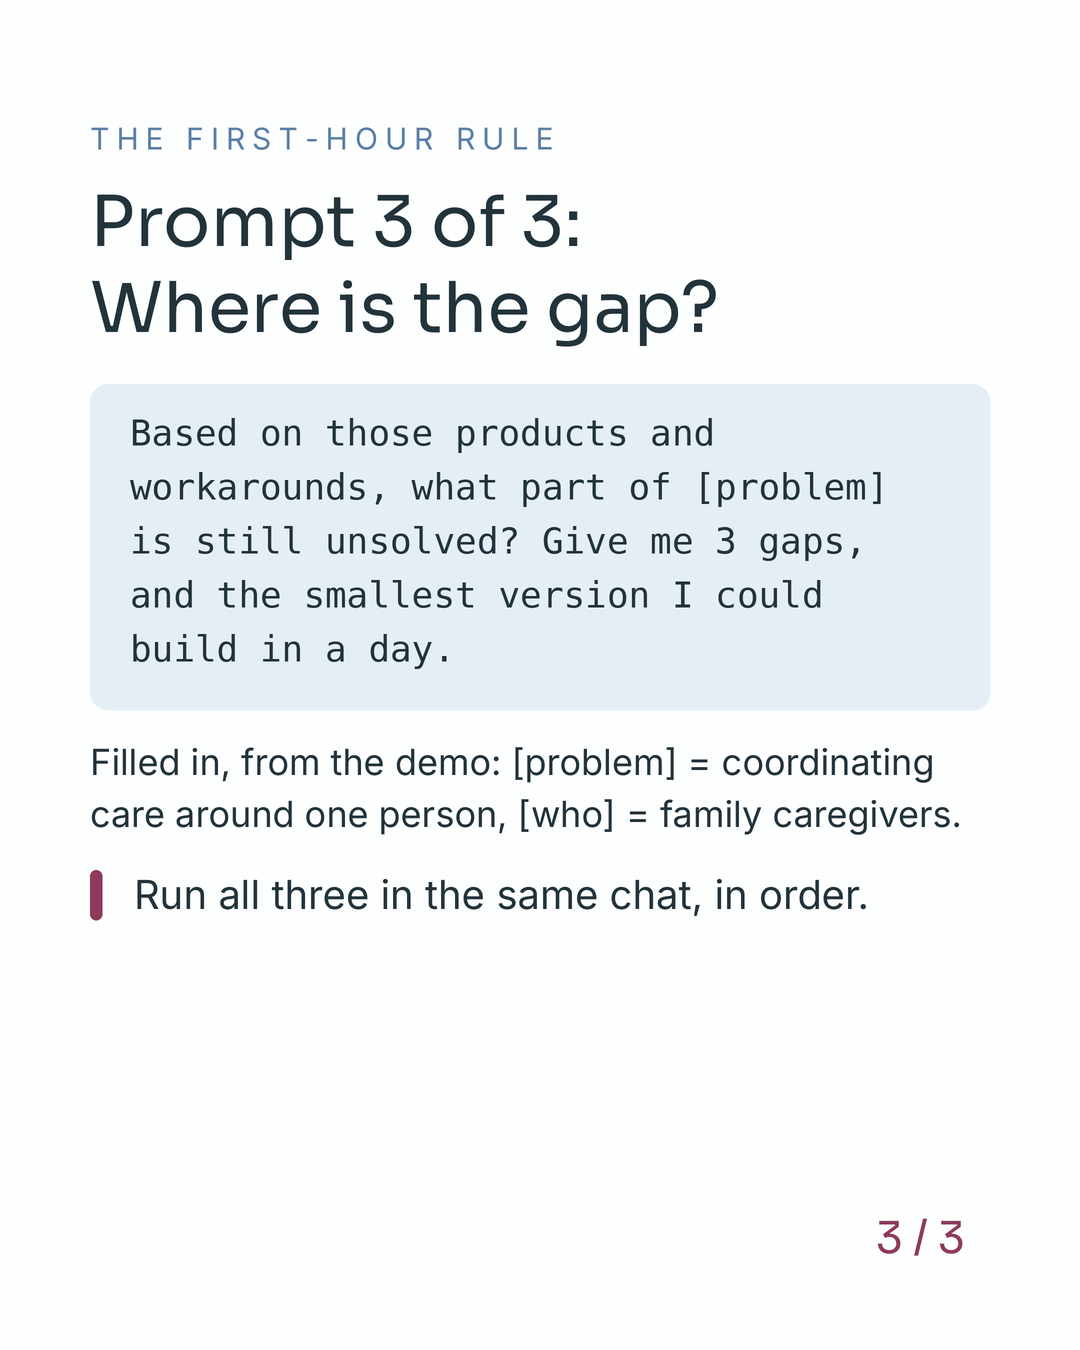 THE FIRST-HOUR RULE
Prompt 3 of 3:
Where is the gap?
Based on those products and
workarounds, what part of [problem]
is still unsolved? Give me 3 gaps,
and the smallest version I could
build in a day.
Filled in, from the demo: [problem] = coordinating
care around one person, [who] = family caregivers.
Run all three in the same chat, in order.
3 / 3